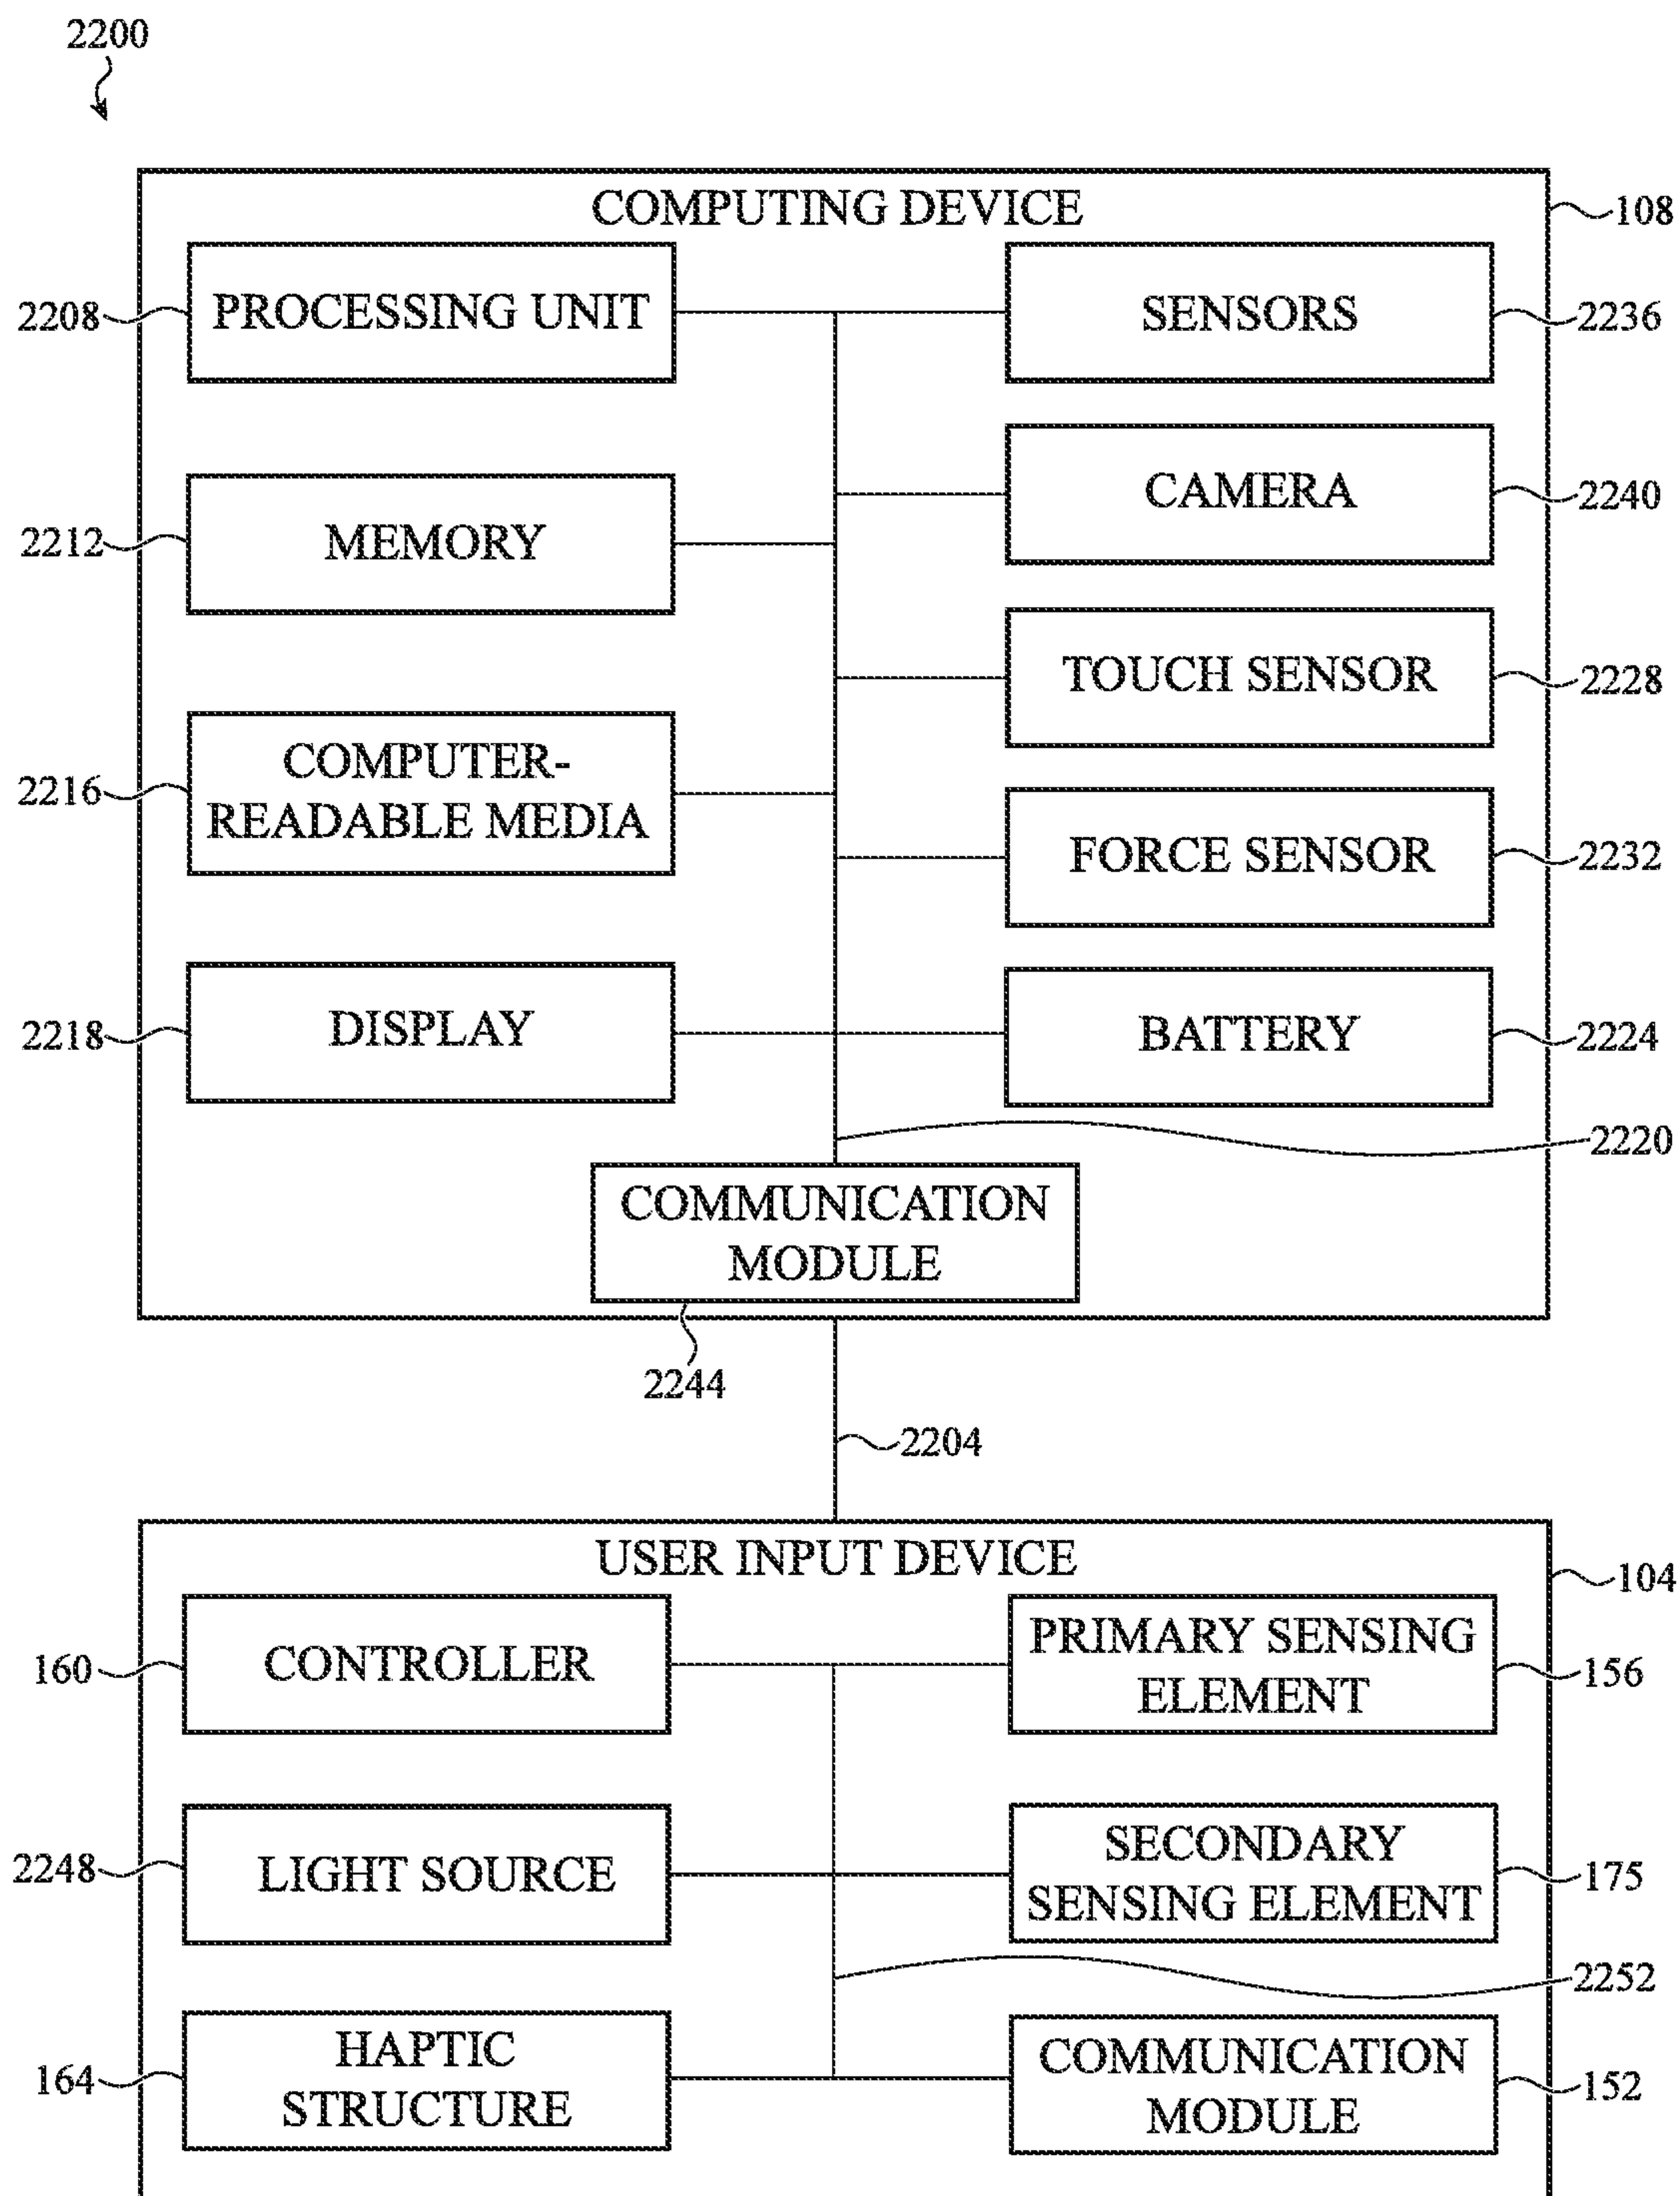 2200
COMPUTING DEVICE
108
PROCESSING UNIT
2208
SENSORS
2236
CAMERA
2240
MEMORY
2212
TOUCH SENSOR
2228
COMPUTER-
READABLE MEDIA
2216
FORCE SENSOR
2232
DISPLAY
2218
BATTERY
2224
2220
COMMUNICATION
MODULE
2244
2204
USER INPUT DEVICE
104
CONTROLLER
160
PRIMARY SENSING
ELEMENT
156
LIGHT SOURCE
2248
SECONDARY
SENSING ELEMENT
175
2252
HAPTIC
STRUCTURE
164
COMMUNICATION
MODULE
152